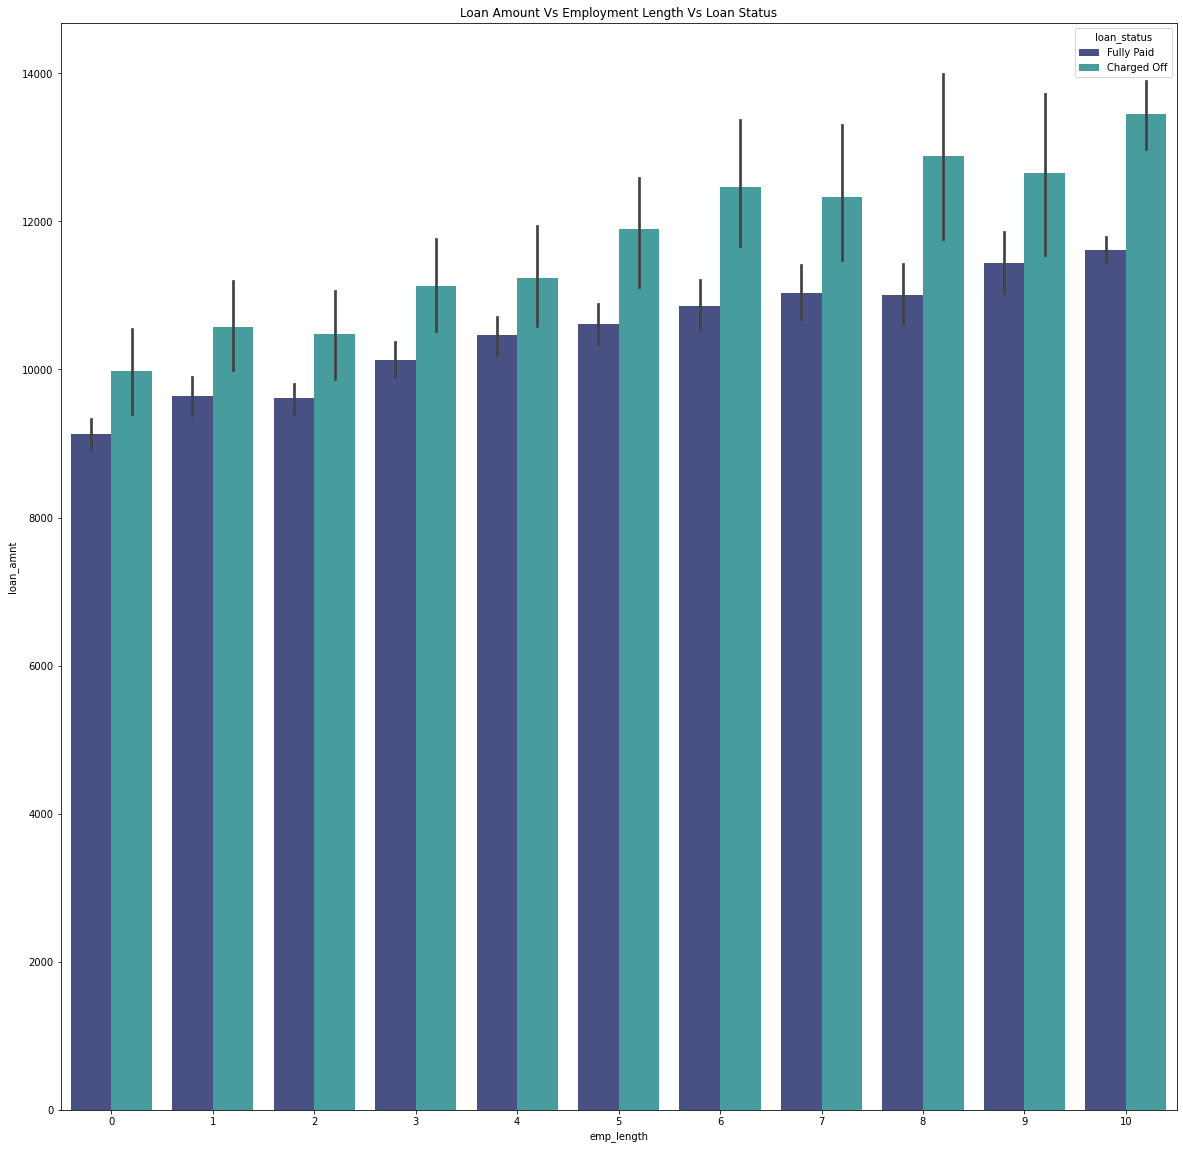 Loan Amount Vs Employment Length Vs Loan Status
loan_status
Fully Paid
Charged Off
14000
12000
10000
8000
6000
4000
2000
0
loan_amnt
0 1 2 3 4 5 6 7 8 9 10
emp_length